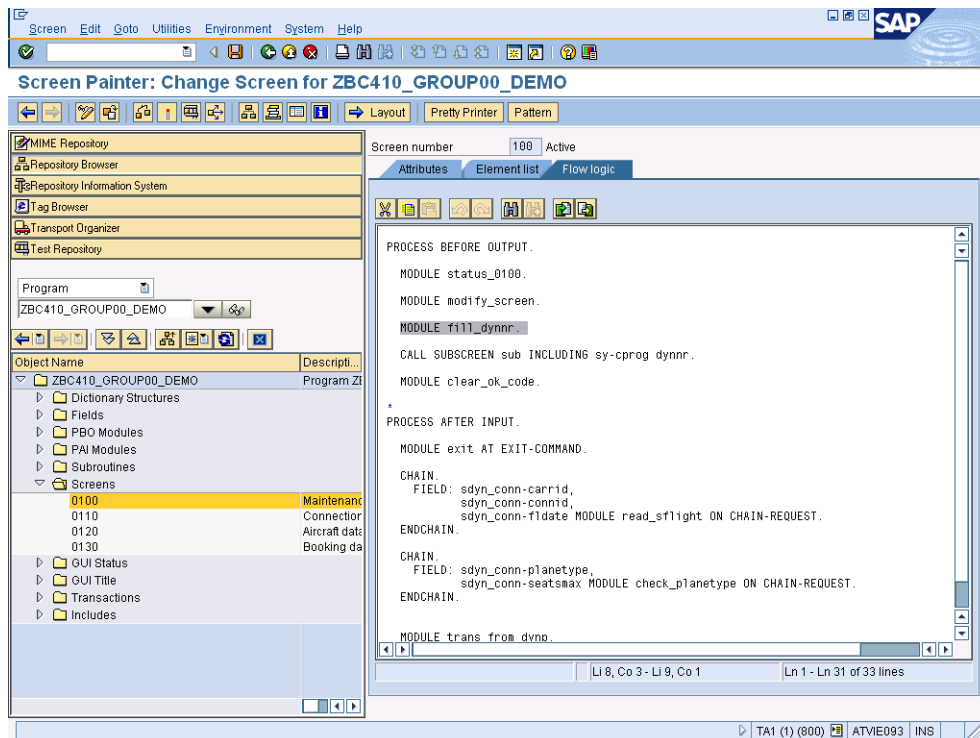 Screen Edit Goto Utilities Environment System Help
SAP
Screen Painter: Change Screen for ZBC410_GROUP00_DEMO
Layout Pretty Printer Pattern
MIME Repository
Repository Browser
Repository Information System
Tag Browser
Transport Organizer
Test Repository
Program
ZBC410_GROUP00_DEMO
Object Name Descripti...
ZBC410_GROUP00_DEMO Program ZB
Dictionary Structures
Fields
PBO Modules
PAI Modules
Subroutines
Screens
0100 Maintenanc
0110 Connection
0120 Aircraft data
0130 Booking da
GUI Status
GUI Title
Transactions
Includes
Screen number 100 Active
Attributes Element list Flow logic
PROCESS BEFORE OUTPUT.
MODULE status_0100.
MODULE modify_screen.
MODULE fill_dynnr.
CALL SUBSCREEN sub INCLUDING sy-cprog dynnr.
MODULE clear_ok_code.
*
PROCESS AFTER INPUT.
MODULE exit AT EXIT-COMMAND.
CHAIN.
FIELD: sdyn_conn-carrid,
sdyn_conn-connid,
sdyn_conn-fldate MODULE read_sflight ON CHAIN-REQUEST.
ENDCHAIN.
CHAIN.
FIELD: sdyn_conn-planetype,
sdyn_conn-seatsmax MODULE check_planetype ON CHAIN-REQUEST.
ENDCHAIN.
MODULE trans_from_dynp.
Li 8, Co 3 - Li 9, Co 1 Ln 1 - Ln 31 of 33 lines
TA1 (1) (800) ATVIE093 INS